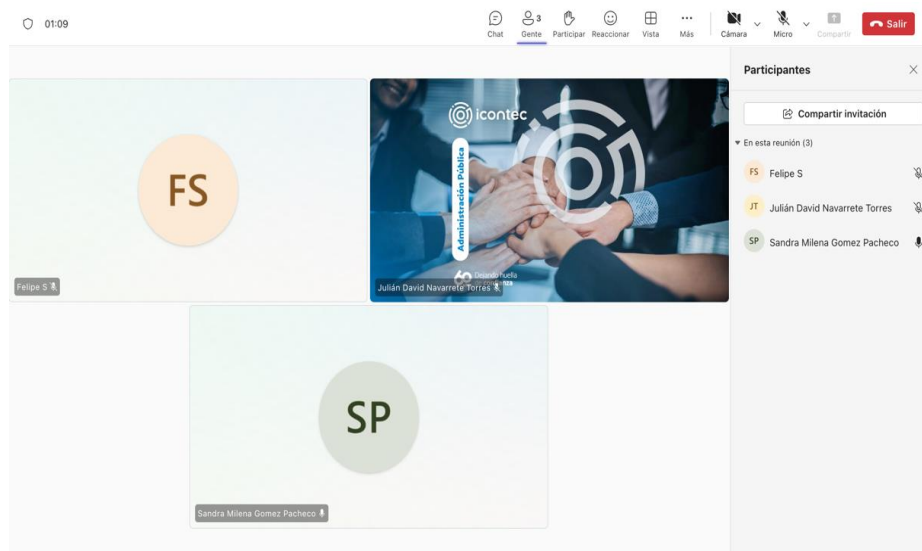 01:09
Chat
3
Gente
Participar
Reaccionar
Vista
Más
Cámara
Micro
Compartir
Salir
Participantes
Compartir invitación
En esta reunión (3)
FS Felipe S
JT Julián David Navarrete Torres
SP Sandra Milena Gomez Pacheco
FS
Felipe S
icontec
Administración Pública
60 Dejando huella
Julián David Navarrete Torres
SP
Sandra Milena Gomez Pacheco